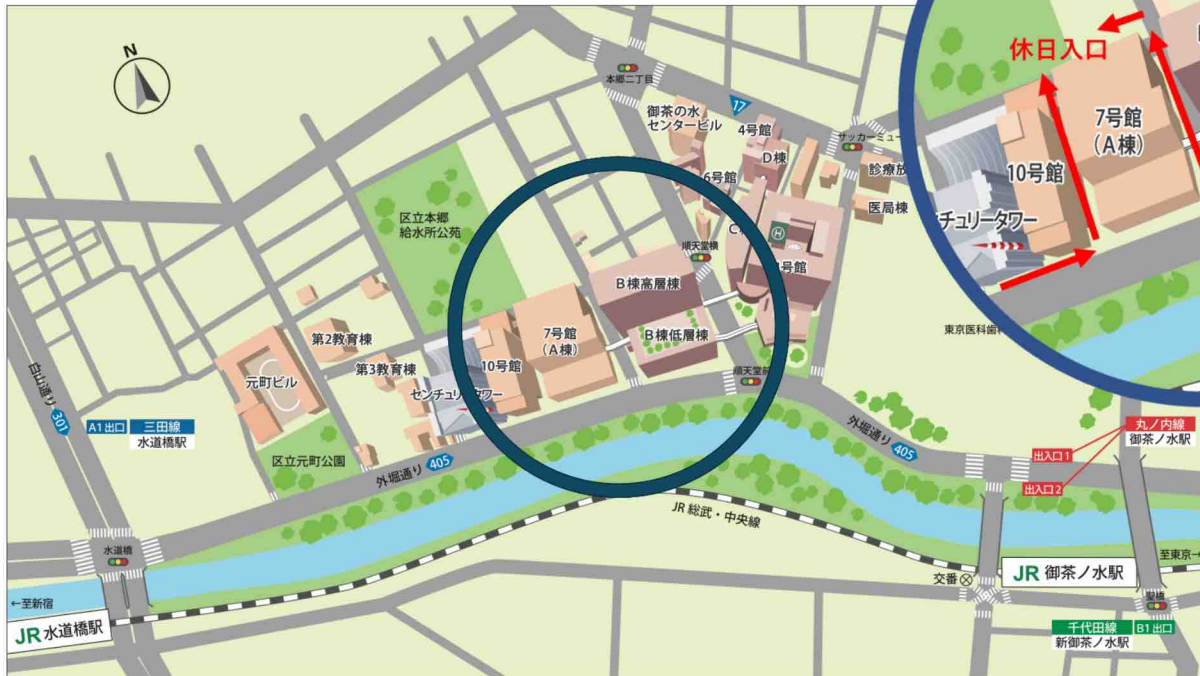 N
本郷二丁目
17
御茶の水
センタービル
4号館
D棟
6号館
サッカーミュー
診療放
医局棟
区立本郷
給水所公苑
順天堂横
H
号館
B棟高層棟
B棟低層棟
7号館
(A棟)
10号館
第2教育棟
第3教育棟
センチュリータワー
元町ビル
順天堂前
白山通り
301
A1出口
三田線
水道橋駅
区立元町公園
外堀通り
405
外堀通り
405
JR 総武・中央線
水道橋
←至新宿
JR 水道橋駅
東京医科歯科
丸ノ内線
御茶ノ水駅
出入口1
出入口2
至東京→
交番
JR 御茶ノ水駅
聖橋
千代田線
B1出口
新御茶ノ水駅
休日入口
7号館
(A棟)
10号館
チュリータワー